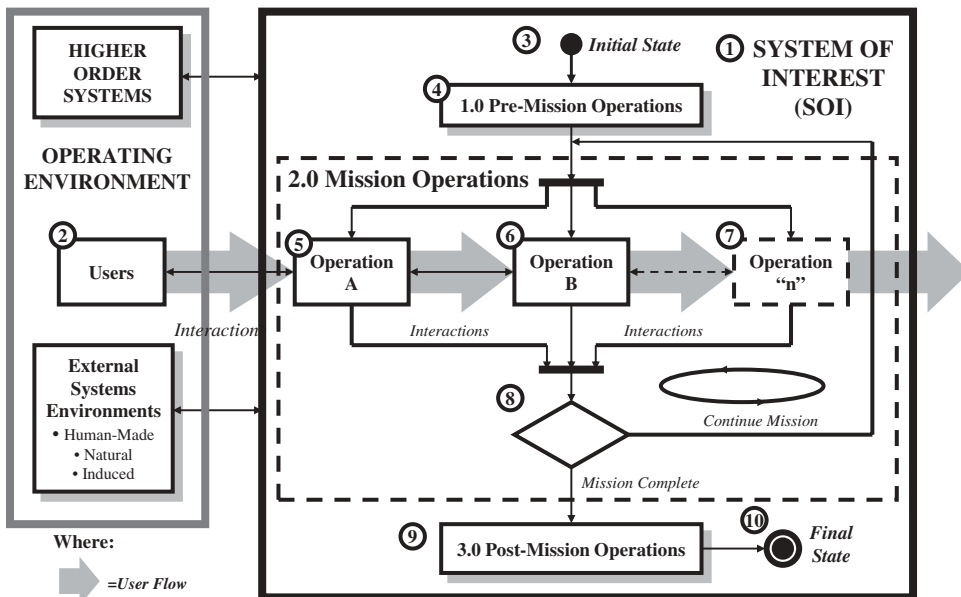 HIGHER
ORDER
SYSTEMS
OPERATING
ENVIRONMENT
2
Users
Interaction
External
Systems
Environments
• Human-Made
• Natural
• Induced
Where:
=User Flow
3
Initial State
1
SYSTEM OF
INTEREST
(SOI)
4
1.0 Pre-Mission Operations
2.0 Mission Operations
5
Operation
A
6
Operation
B
7
Operation
“n”
Interactions
Interactions
8
Continue Mission
Mission Complete
9
3.0 Post-Mission Operations
10
Final
State